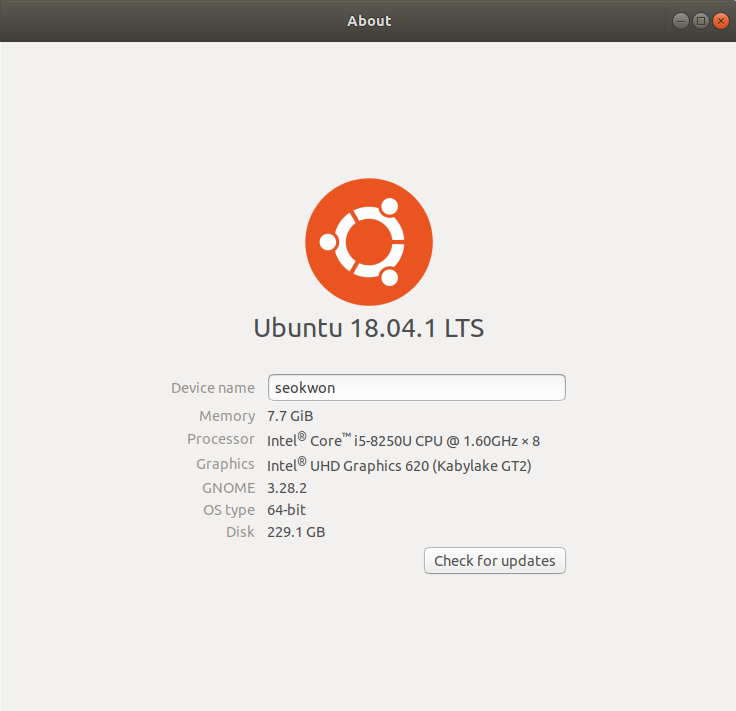 About
Ubuntu 18.04.1 LTS
Device name seokwon
Memory 7.7 GiB
Processor Intel® Core™ i5-8250U CPU @ 1.60GHz × 8
Graphics Intel® UHD Graphics 620 (Kabylake GT2)
GNOME 3.28.2
OS type 64-bit
Disk 229.1 GB
Check for updates